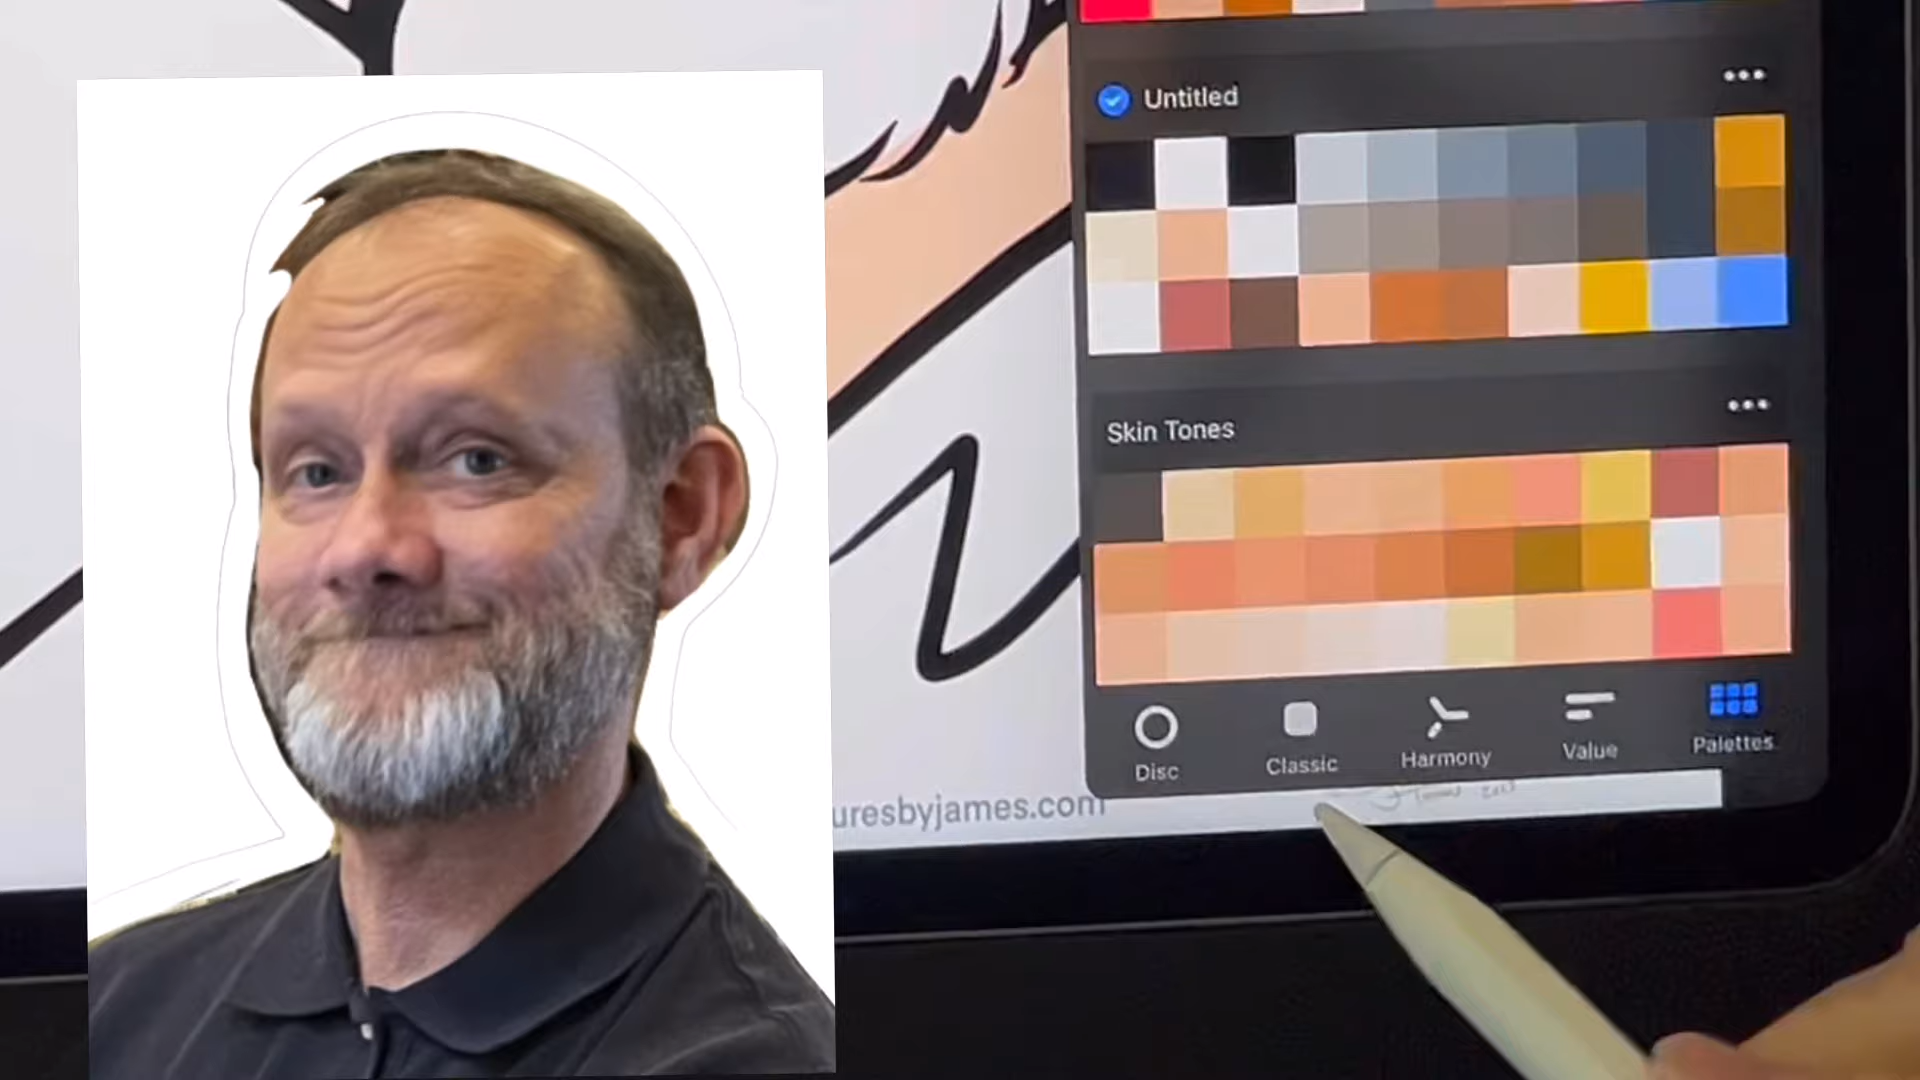 Untitled
Skin Tones
Disc
Classic
Harmony
Value
Palettes
uresbyjames.com